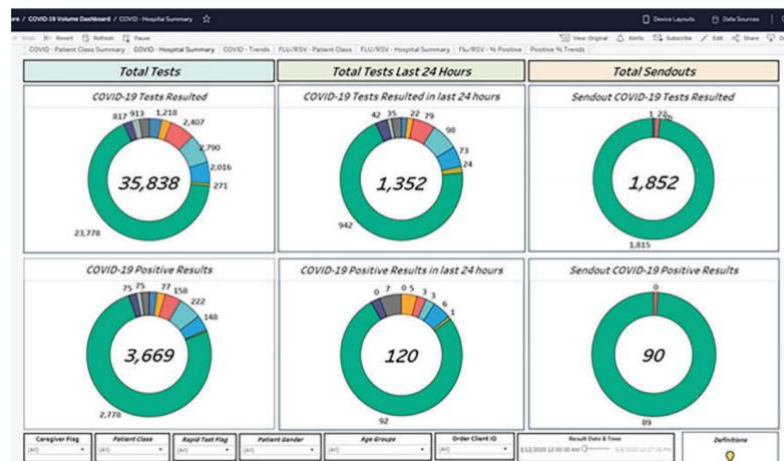 / COVID-19 Volume Dashboard / COVID - Hospital Summary
Device Layouts Data Sources
Undo Revert Refresh Pause
View Original Alerts Subscribe Edit Share
COVID - Patient Class Summary COVID - Hospital Summary COVID - Trends FLU/RSV - Patient Class FLU/RSV - Hospital Summary Flu/RSV - % Positive Positive % Trends
Total Tests
Total Tests Last 24 Hours
Total Sendouts
COVID-19 Tests Resulted
817 913 1,218
2,407
2,790
2,016
271
35,838
23,778
COVID-19 Tests Resulted in last 24 hours
42 35 22 79
98
73
24
1,352
942
Sendout COVID-19 Tests Resulted
1
1,852
1,815
COVID-19 Positive Results
75 75 77 158
222
148
3,669
2,778
COVID-19 Positive Results in last 24 hours
0 7 0 5 3 3
6
1
120
92
Sendout COVID-19 Positive Results
0
90
89
Caregiver Flag
(All)
Patient Class
(All)
Rapid Test Flag
(All)
Patient Gender
(All)
Age Groups
(All)
Order Client ID
(All)
Result Date & Time
3/12/2020 12:00:00 AM
Definitions